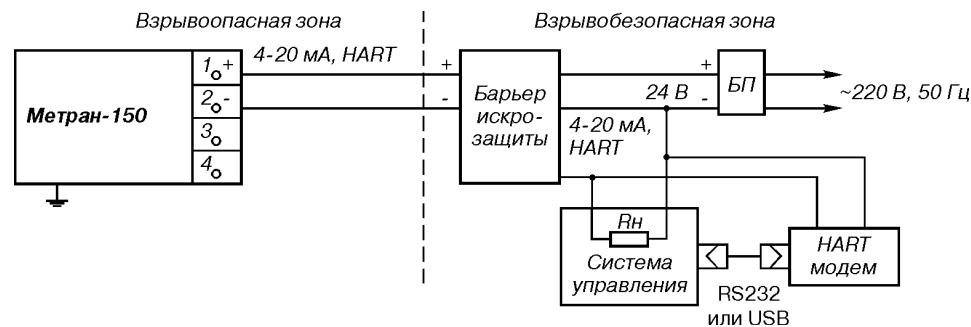 Взрывоопасная зона
Взрывобезопасная зона
4-20 мА, HART
Метран-150
1 +
2 -
3
4
+
-
Барьер
искро-
защиты
+
24 В -
БП
~220 В, 50 Гц
4-20 мА,
HART
Rн
Система
управления
RS232
или USB
HART
модем